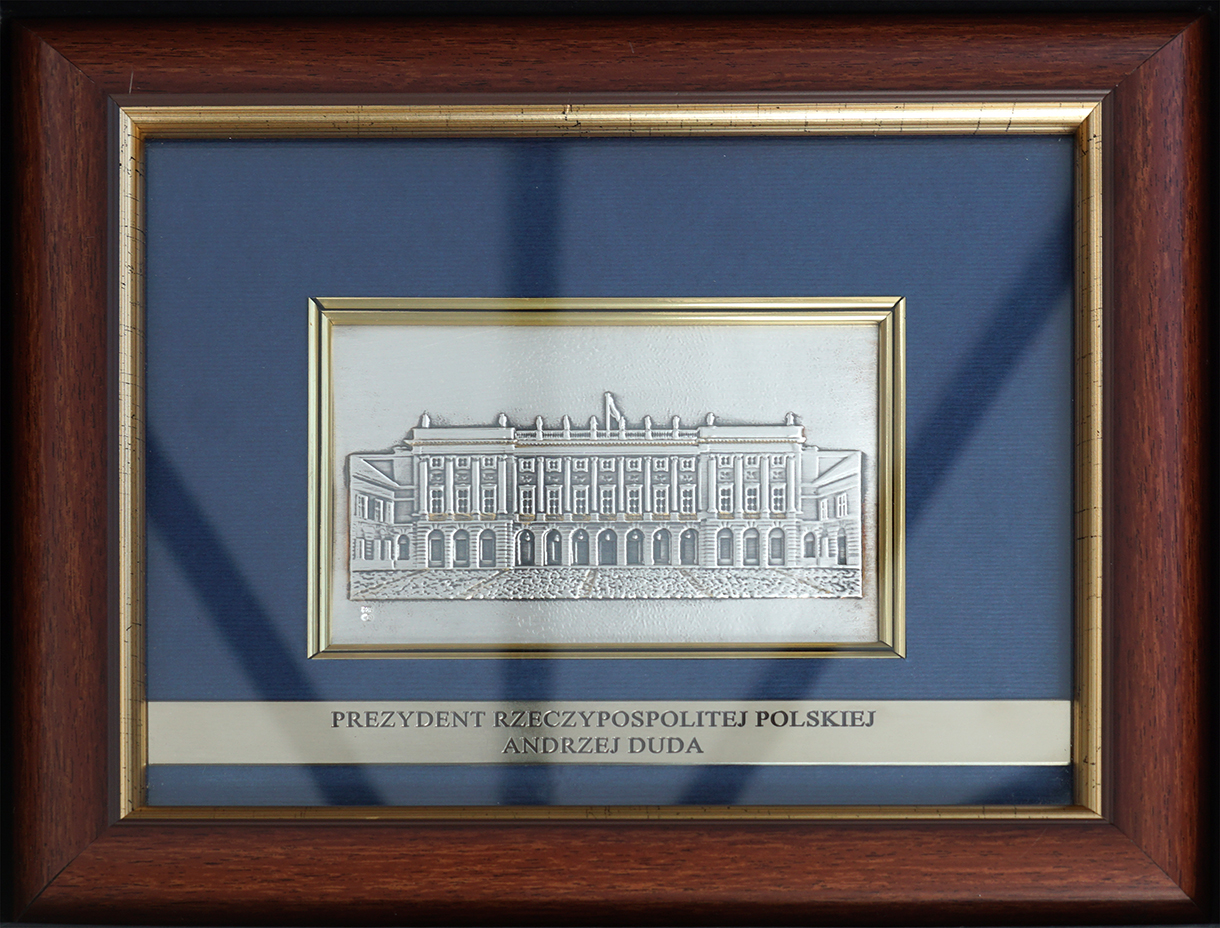 PREZYDENT RZECZYPOSPOLITEJ POLSKIEJ
ANDRZEJ DUDA